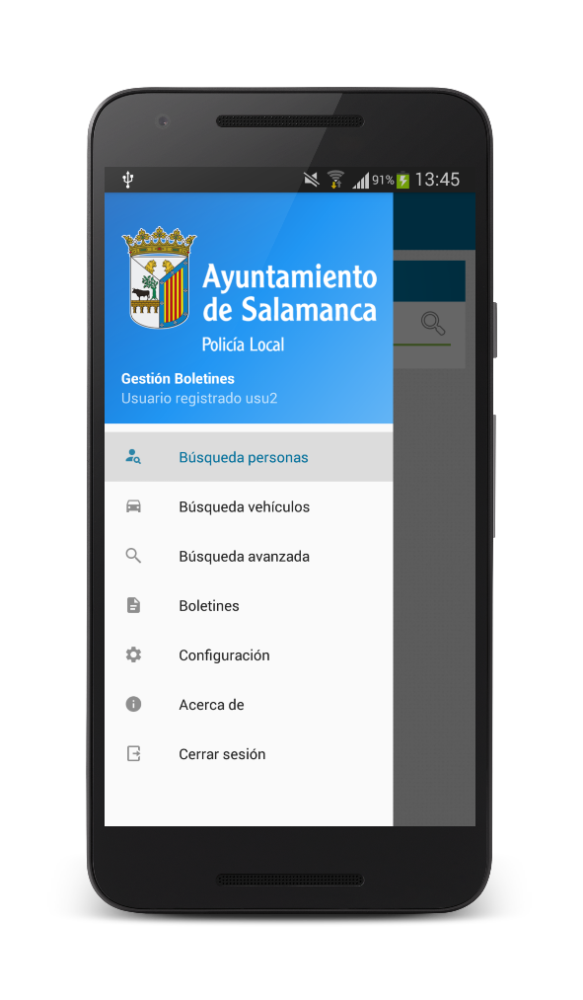 91% 13:45
Ayuntamiento
de Salamanca
Policía Local
Gestión Boletines
Usuario registrado usu2
Búsqueda personas
Búsqueda vehículos
Búsqueda avanzada
Boletines
Configuración
Acerca de
Cerrar sesión